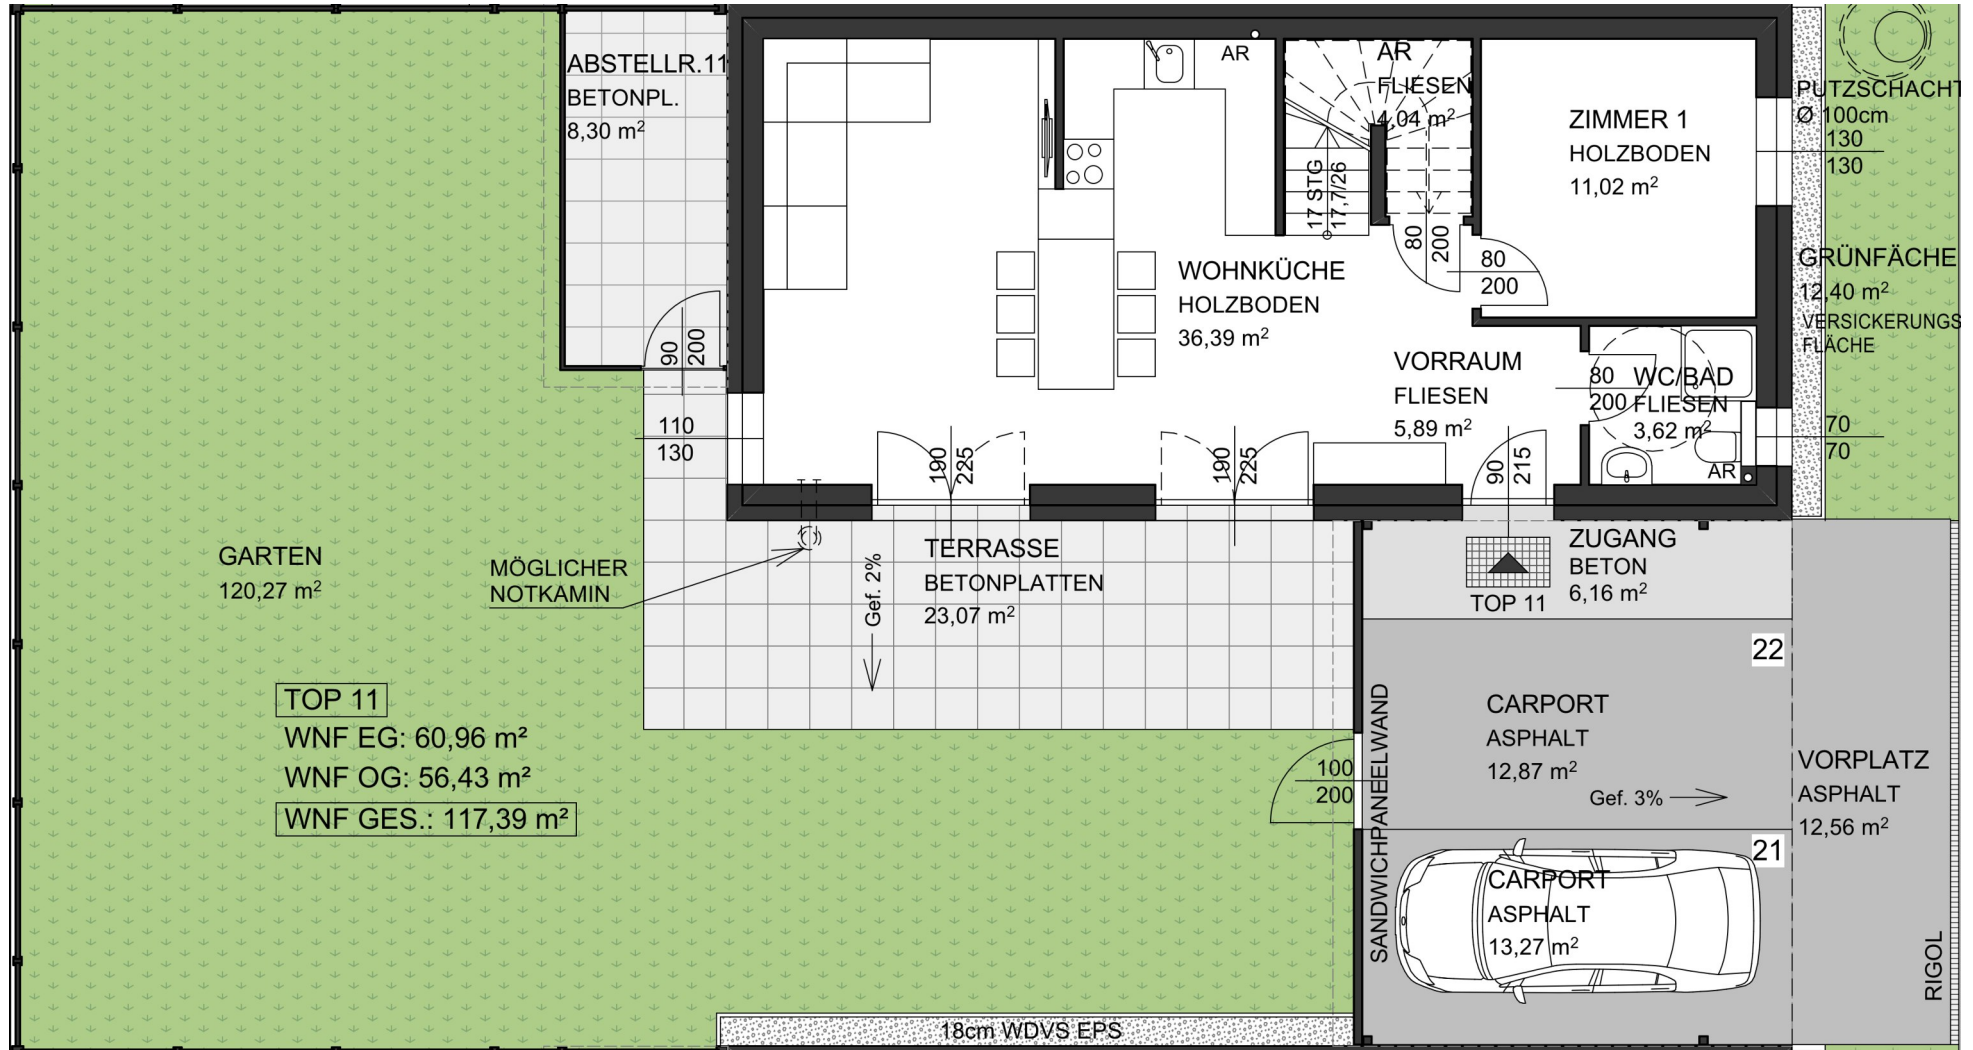 ABSTELLR.11
BETONPL.
8,30 m²
AR
AR
FLIESEN
4,04 m²
ZIMMER 1
HOLZBODEN
11,02 m²
PUTZSCHACHT
Ø 100cm
130
130
17 STG
17,7/26
80
200
80
200
GRÜNFÄCHE
12,40 m²
VERSICKERUNGS
FLÄCHE
WOHNKÜCHE
HOLZBODEN
36,39 m²
90
200
VORRAUM
FLIESEN
5,89 m²
80
200
WC/BAD
FLIESEN
3,62 m²
AR
70
70
110
130
190
225
190
225
90
215
GARTEN
120,27 m²
MÖGLICHER
NOTKAMIN
Gef. 2%
TERRASSE
BETONPLATTEN
23,07 m²
TOP 11
ZUGANG
BETON
6,16 m²
22
TOP 11
WNF EG: 60,96 m²
WNF OG: 56,43 m²
WNF GES.: 117,39 m²
100
200
SANDWICHPANEELWAND
CARPORT
ASPHALT
12,87 m²
Gef. 3%
VORPLATZ
ASPHALT
12,56 m²
21
CARPORT
ASPHALT
13,27 m²
RIGOL
18cm WDVS EPS